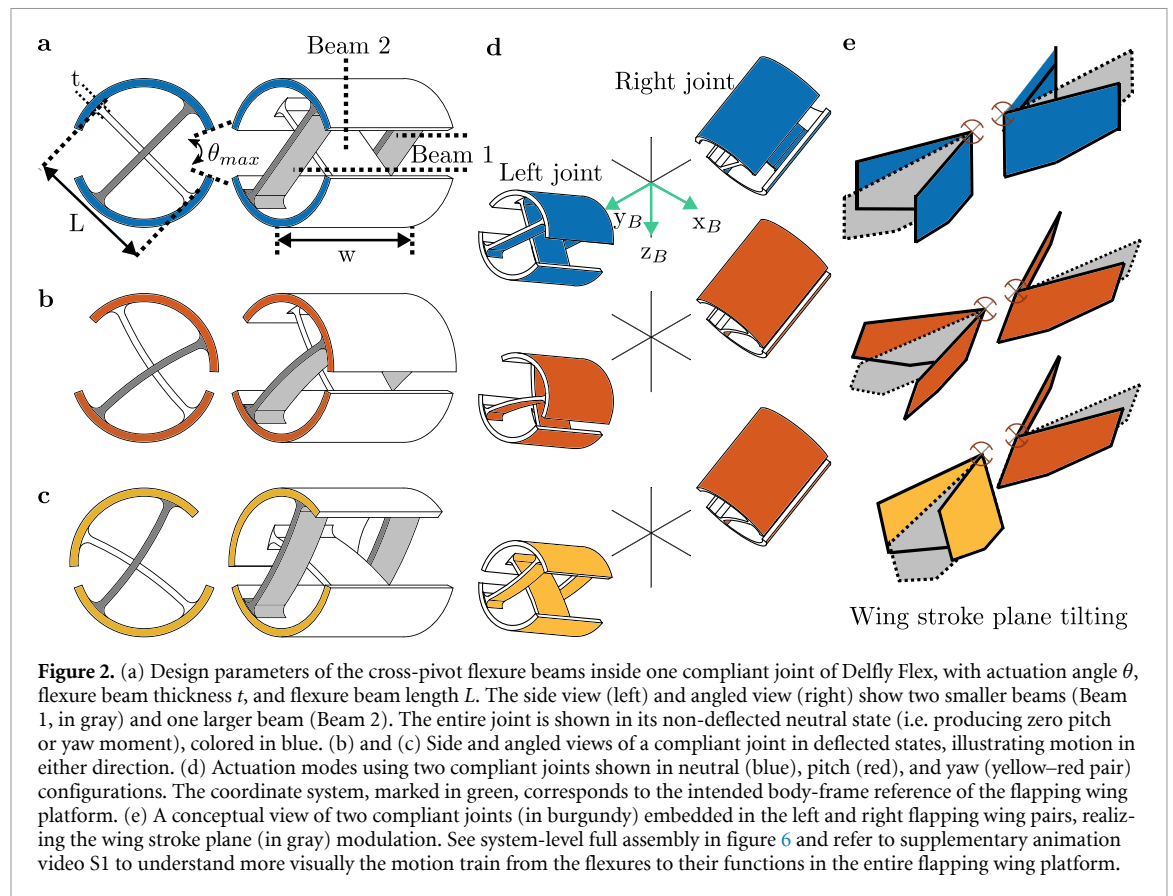 a
Beam 2
d
e
t
Right joint
θmax
Beam 1
Left joint
L
yB
xB
zB
w
b
c
Wing stroke plane tilting
Figure 2. (a) Design parameters of the cross-pivot flexure beams inside one compliant joint of Delfly Flex, with actuation angle θ,
flexure beam thickness t, and flexure beam length L. The side view (left) and angled view (right) show two smaller beams (Beam
1, in gray) and one larger beam (Beam 2). The entire joint is shown in its non-deflected neutral state (i.e. producing zero pitch
or yaw moment), colored in blue. (b) and (c) Side and angled views of a compliant joint in deflected states, illustrating motion in
either direction. (d) Actuation modes using two compliant joints shown in neutral (blue), pitch (red), and yaw (yellow–red pair)
configurations. The coordinate system, marked in green, corresponds to the intended body-frame reference of the flapping wing
platform. (e) A conceptual view of two compliant joints (in burgundy) embedded in the left and right flapping wing pairs, realiz-
ing the wing stroke plane (in gray) modulation. See system-level full assembly in figure 6 and refer to supplementary animation
video S1 to understand more visually the motion train from the flexures to their functions in the entire flapping wing platform.